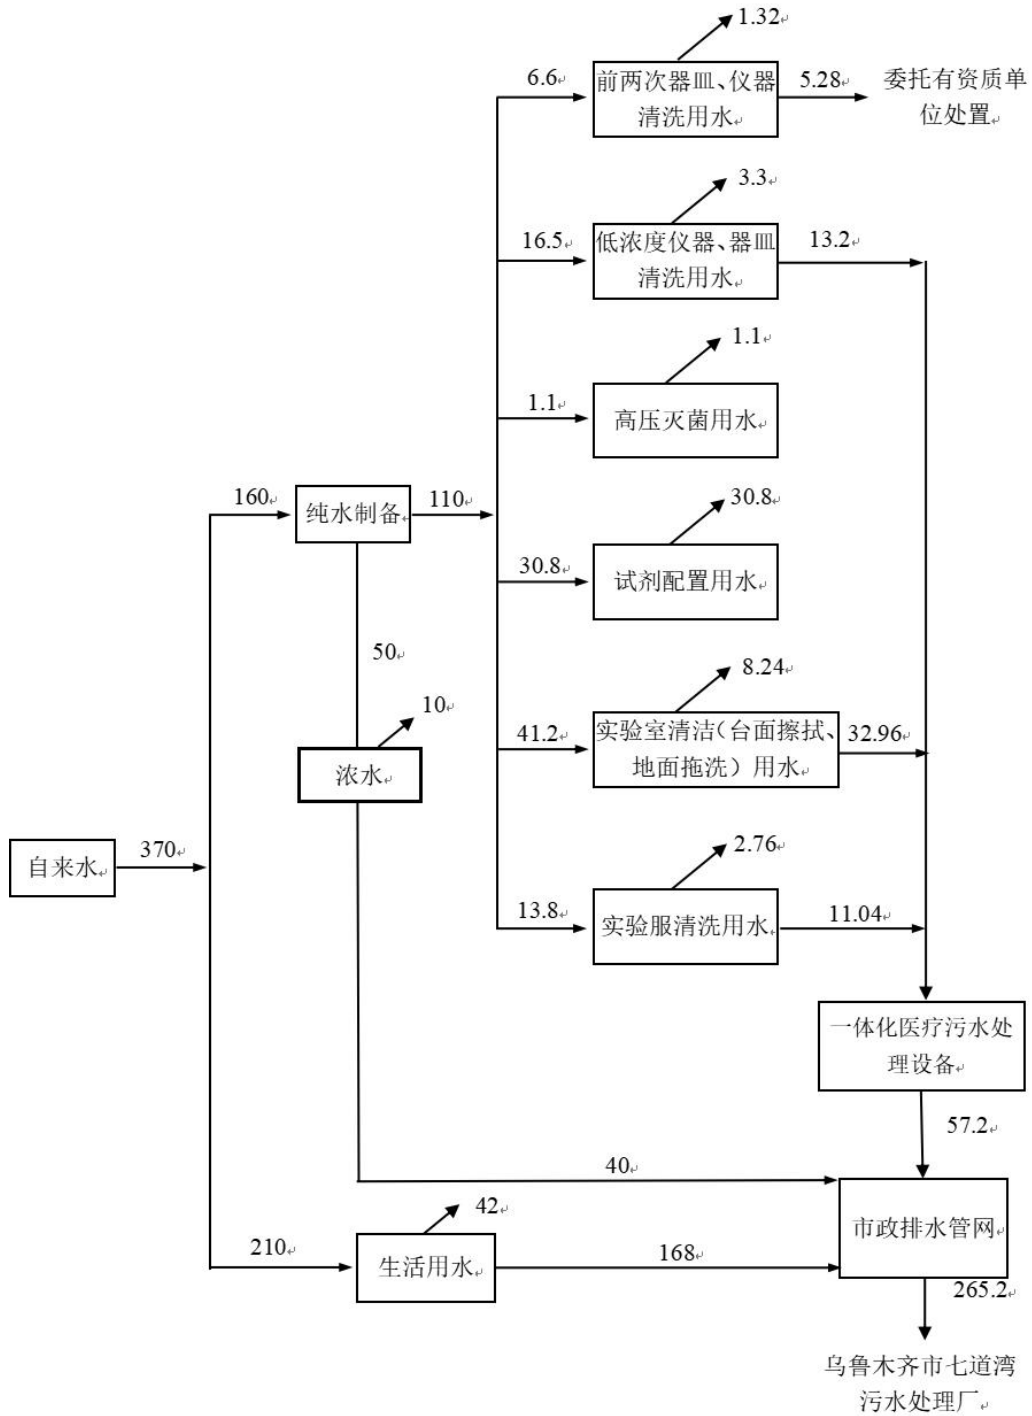 1.32
6.6
前两次器皿、仪器
清洗用水
5.28
委托有资质单
位处置
3.3
16.5
低浓度仪器、器皿
清洗用水
13.2
1.1
1.1
高压灭菌用水
160
纯水制备
110
30.8
30.8
试剂配置用水
50
10
浓水
8.24
41.2
实验室清洁（台面擦拭、
地面拖洗）用水
32.96
自来水
370
2.76
13.8
实验服清洗用水
11.04
一体化医疗污水处
理设备
57.2
40
市政排水管网
42
210
生活用水
168
265.2
乌鲁木齐市七道湾
污水处理厂